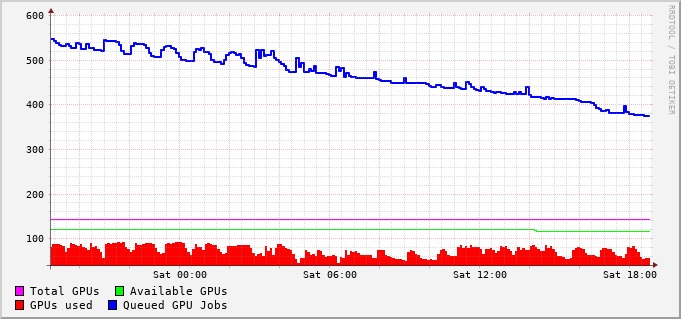 600
500
400
300
200
100
Sat 00:00
Sat 06:00
Sat 12:00
Sat 18:00
Total GPUs
Available GPUs
GPUs used
Queued GPU Jobs
RRDTOOL / TOBI OETIKER